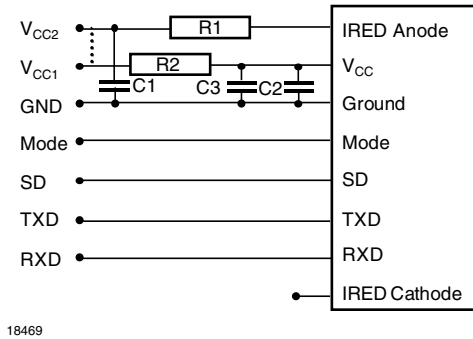 VCC2 R1 IRED Anode
VCC1 R2 VCC
C1 C3 C2
GND Ground
Mode Mode
SD SD
TXD TXD
RXD RXD
IRED Cathode
18469